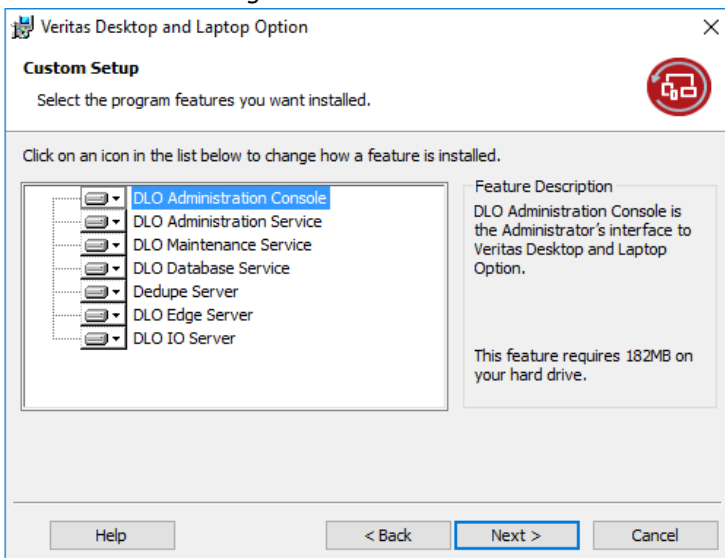 Veritas Desktop and Laptop Option
Custom Setup
Select the program features you want installed.
Click on an icon in the list below to change how a feature is installed.
DLO Administration Console
DLO Administration Service
DLO Maintenance Service
DLO Database Service
Dedupe Server
DLO Edge Server
DLO IO Server
Feature Description
DLO Administration Console is
the Administrator's interface to
Veritas Desktop and Laptop
Option.
This feature requires 182MB on
your hard drive.
Help
< Back
Next >
Cancel